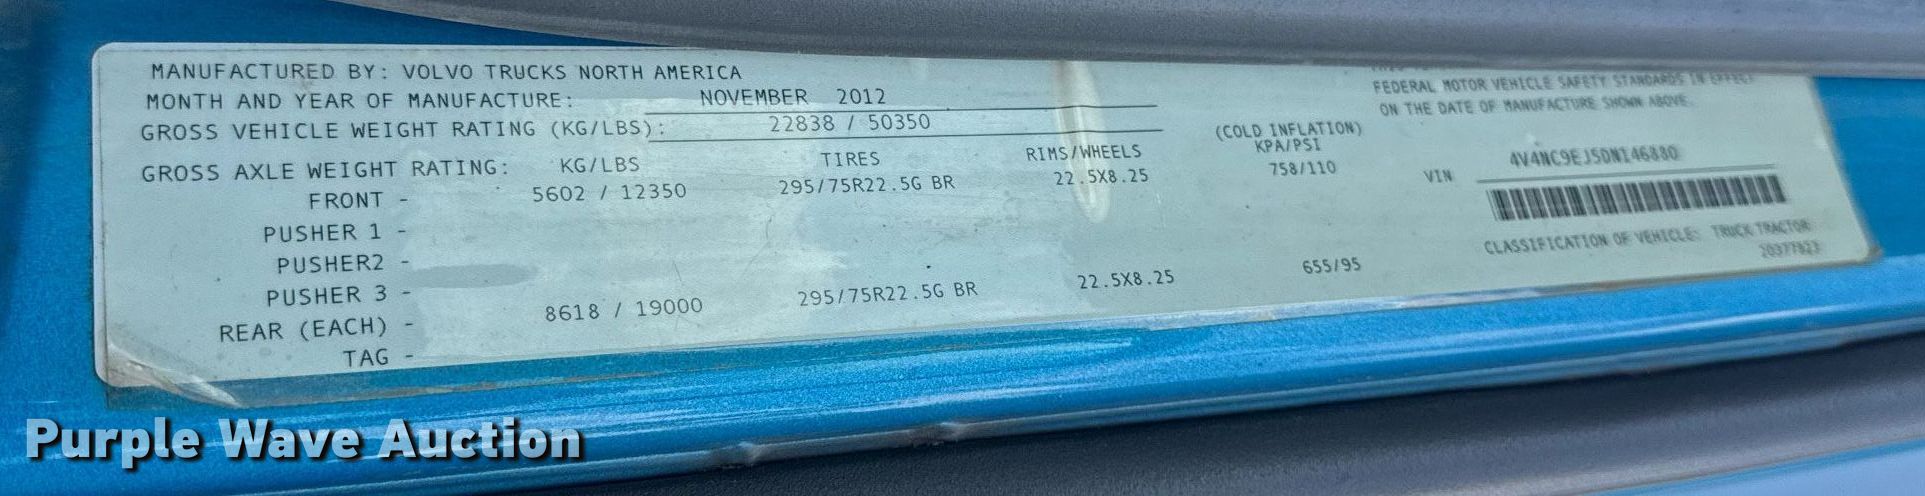 MANUFACTURED BY: VOLVO TRUCKS NORTH AMERICA
MONTH AND YEAR OF MANUFACTURE: NOVEMBER 2012
GROSS VEHICLE WEIGHT RATING (KG/LBS): 22838 / 50350
GROSS AXLE WEIGHT RATING: KG/LBS TIRES RIMS/WHEELS (COLD INFLATION) KPA/PSI
FRONT - 5602 / 12350 295/75R22.5G BR 22.5X8.25 758/110
PUSHER 1 -
PUSHER2 -
PUSHER 3 -
REAR (EACH) - 8618 / 19000 295/75R22.5G BR 22.5X8.25 655/95
TAG -
FEDERAL MOTOR VEHICLE SAFETY STANDARDS IN EFFECT
ON THE DATE OF MANUFACTURE SHOWN ABOVE.
VIN 4V4NC9EJ5DN146880
CLASSIFICATION OF VEHICLE: TRUCK TRACTOR
20377823
Purple Wave Auction